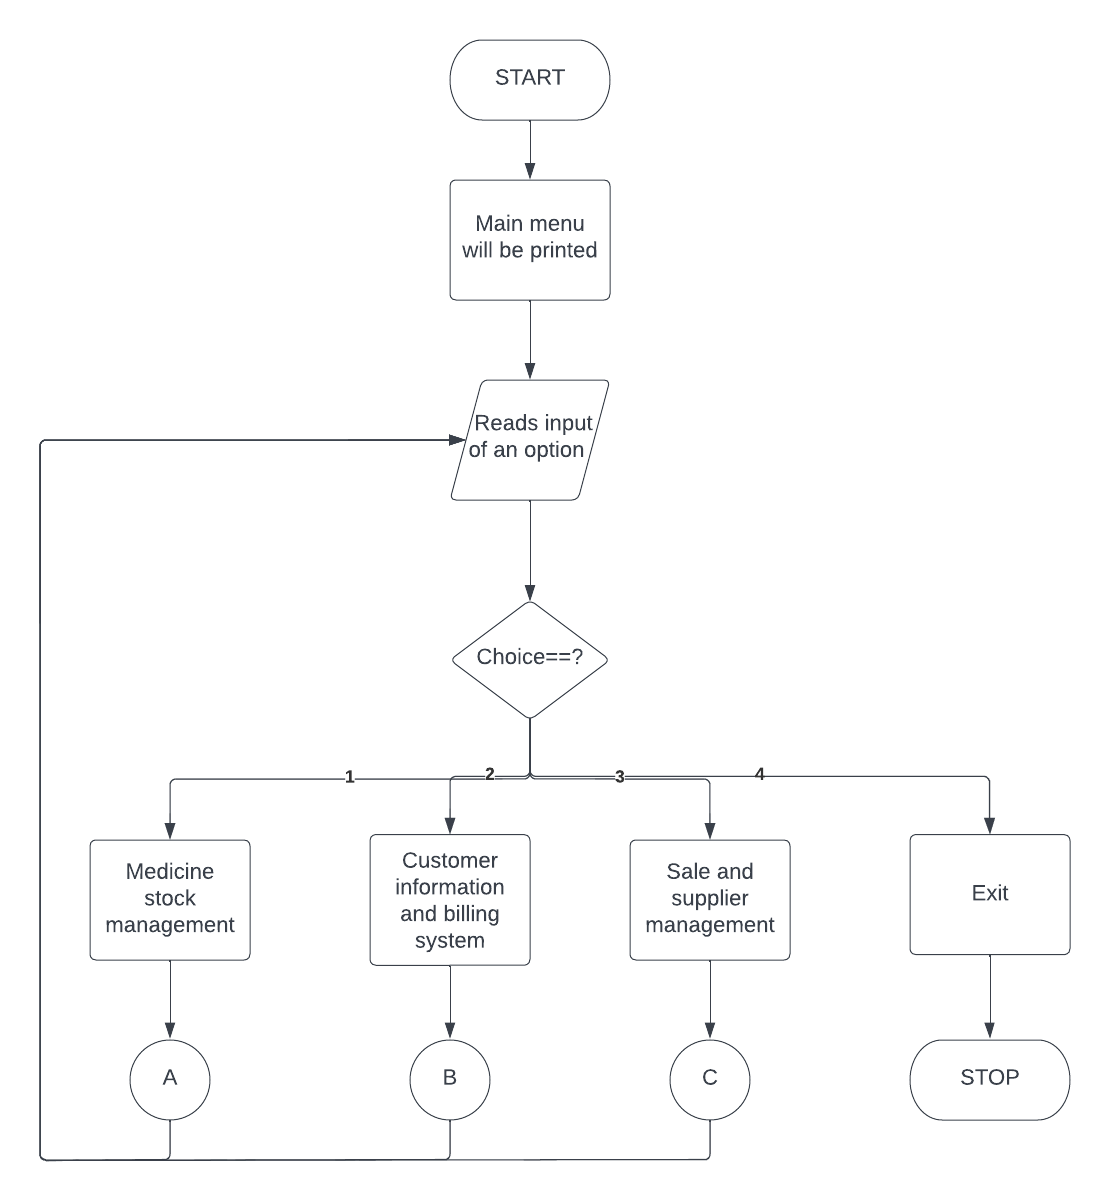 START
Main menu
will be printed
Reads input
of an option
Choice==?
1
2
3
4
Medicine
stock
management
Customer
information
and billing
system
Sale and
supplier
management
Exit
A
B
C
STOP